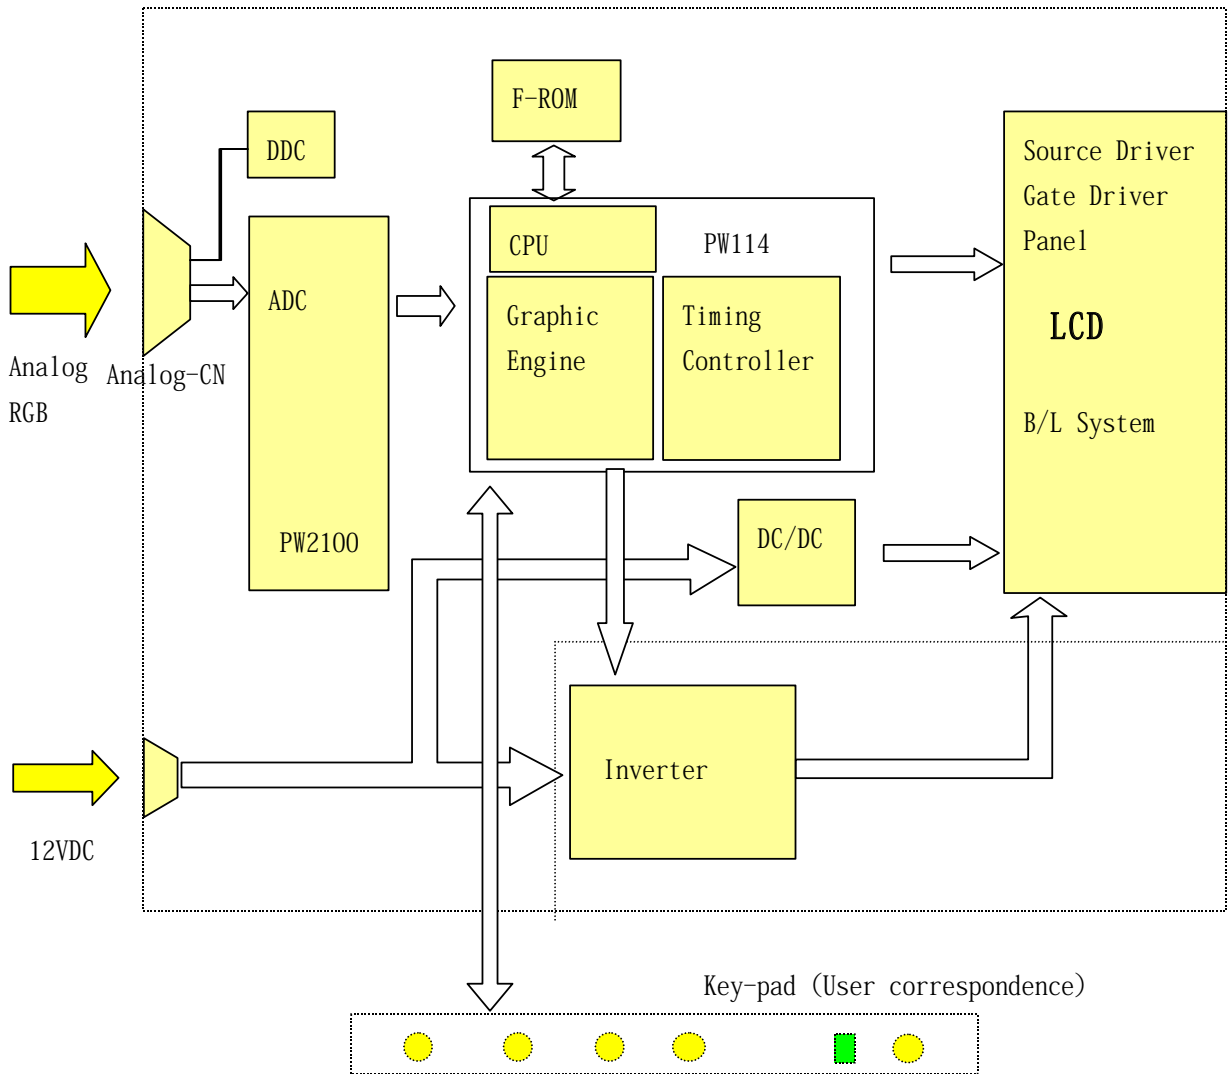 F-ROM
DDC
Source Driver
Gate Driver
Panel
LCD
B/L System
CPU
PW114
ADC
Graphic
Engine
Timing
Controller
Analog
RGB
Analog-CN
PW2100
DC/DC
Inverter
12VDC
Key-pad (User correspondence)